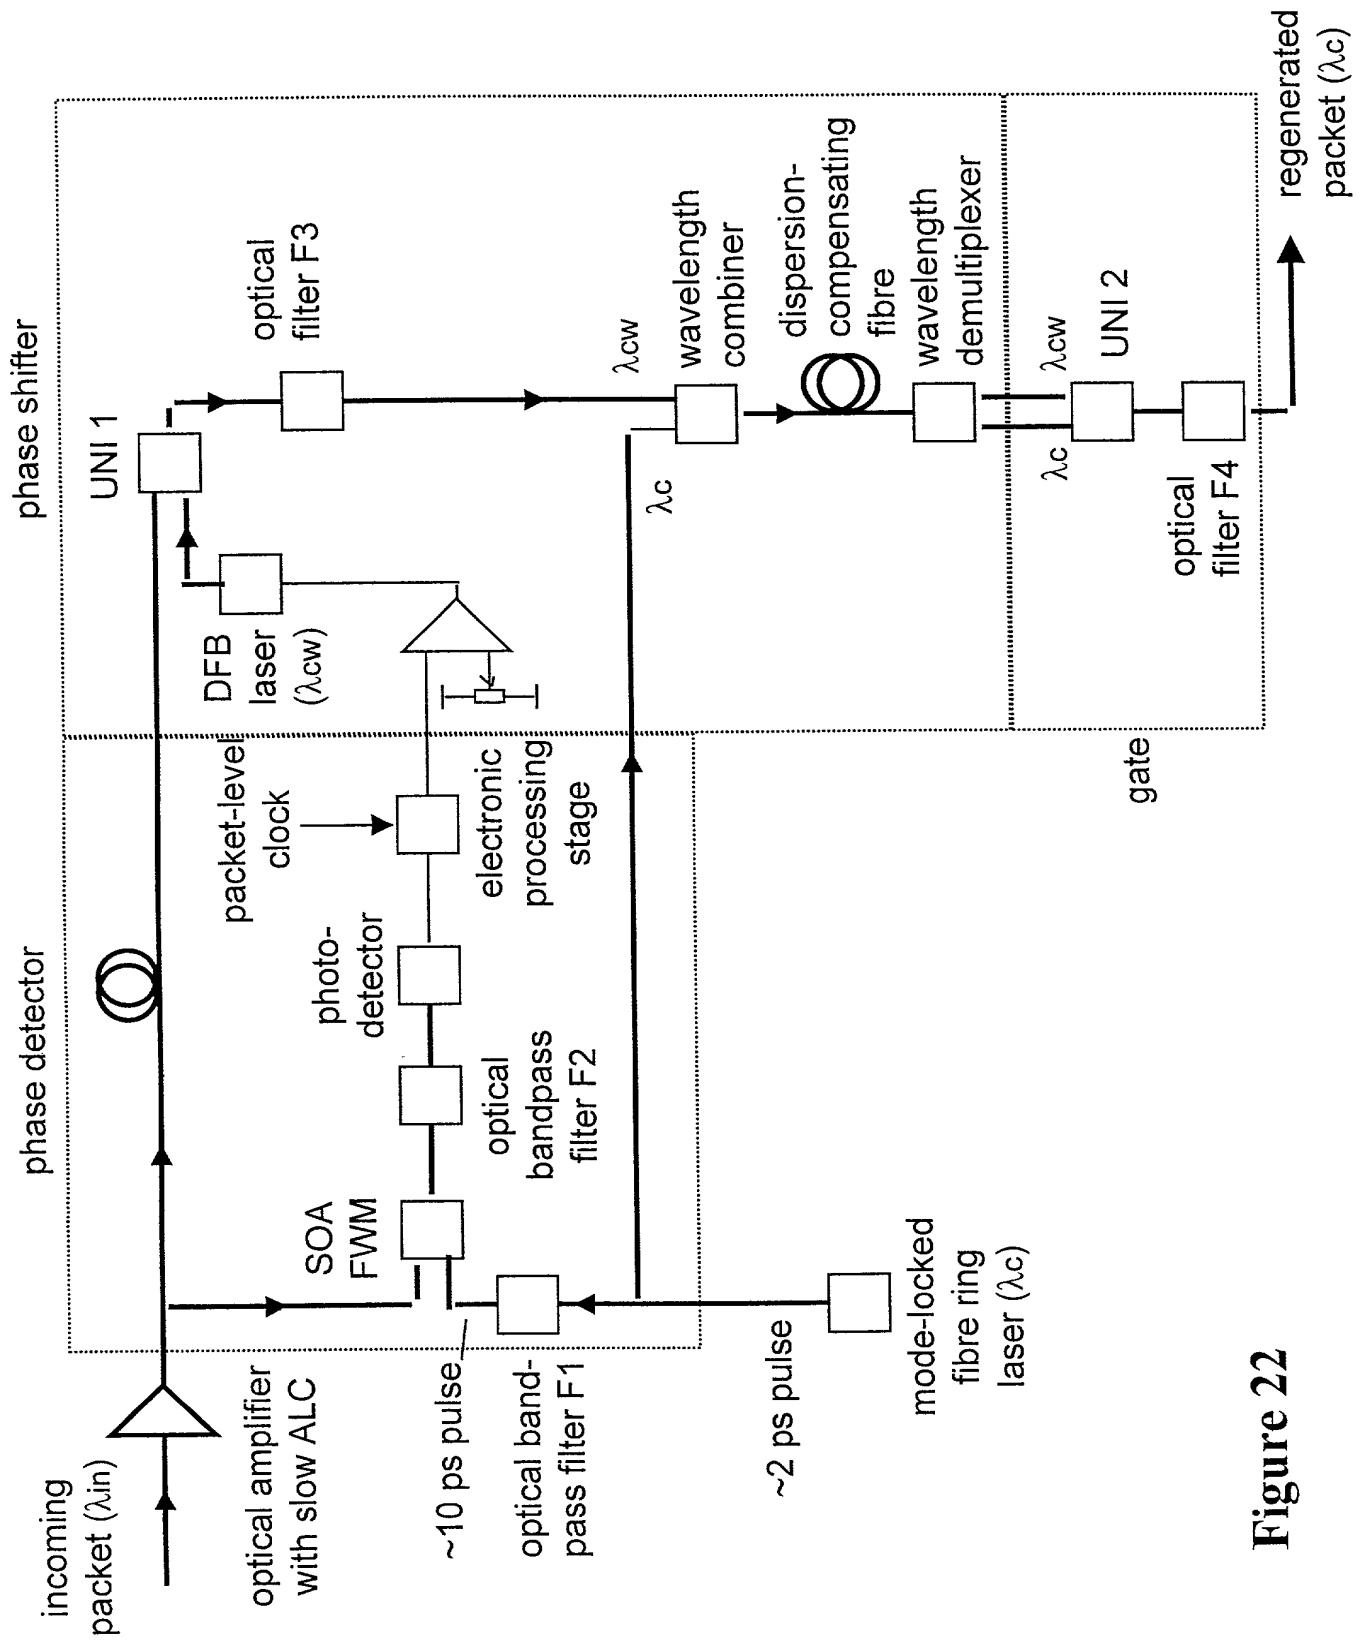 phase detector
phase shifter
incoming
packet (λin)
optical amplifier
with slow ALC
~10 ps pulse
optical band-
pass filter F1
~2 ps pulse
mode-locked
fibre ring
laser (λc)
SOA
FWM
optical
bandpass
filter F2
photo-
detector
packet-level
clock
electronic
processing
stage
DFB
laser
(λcw)
UNI 1
optical
filter F3
λcw
λc
wavelength
combiner
dispersion-
compensating
fibre
wavelength
demultiplexer
λc
λcw
UNI 2
optical
filter F4
gate
regenerated
packet (λc)
Figure 22